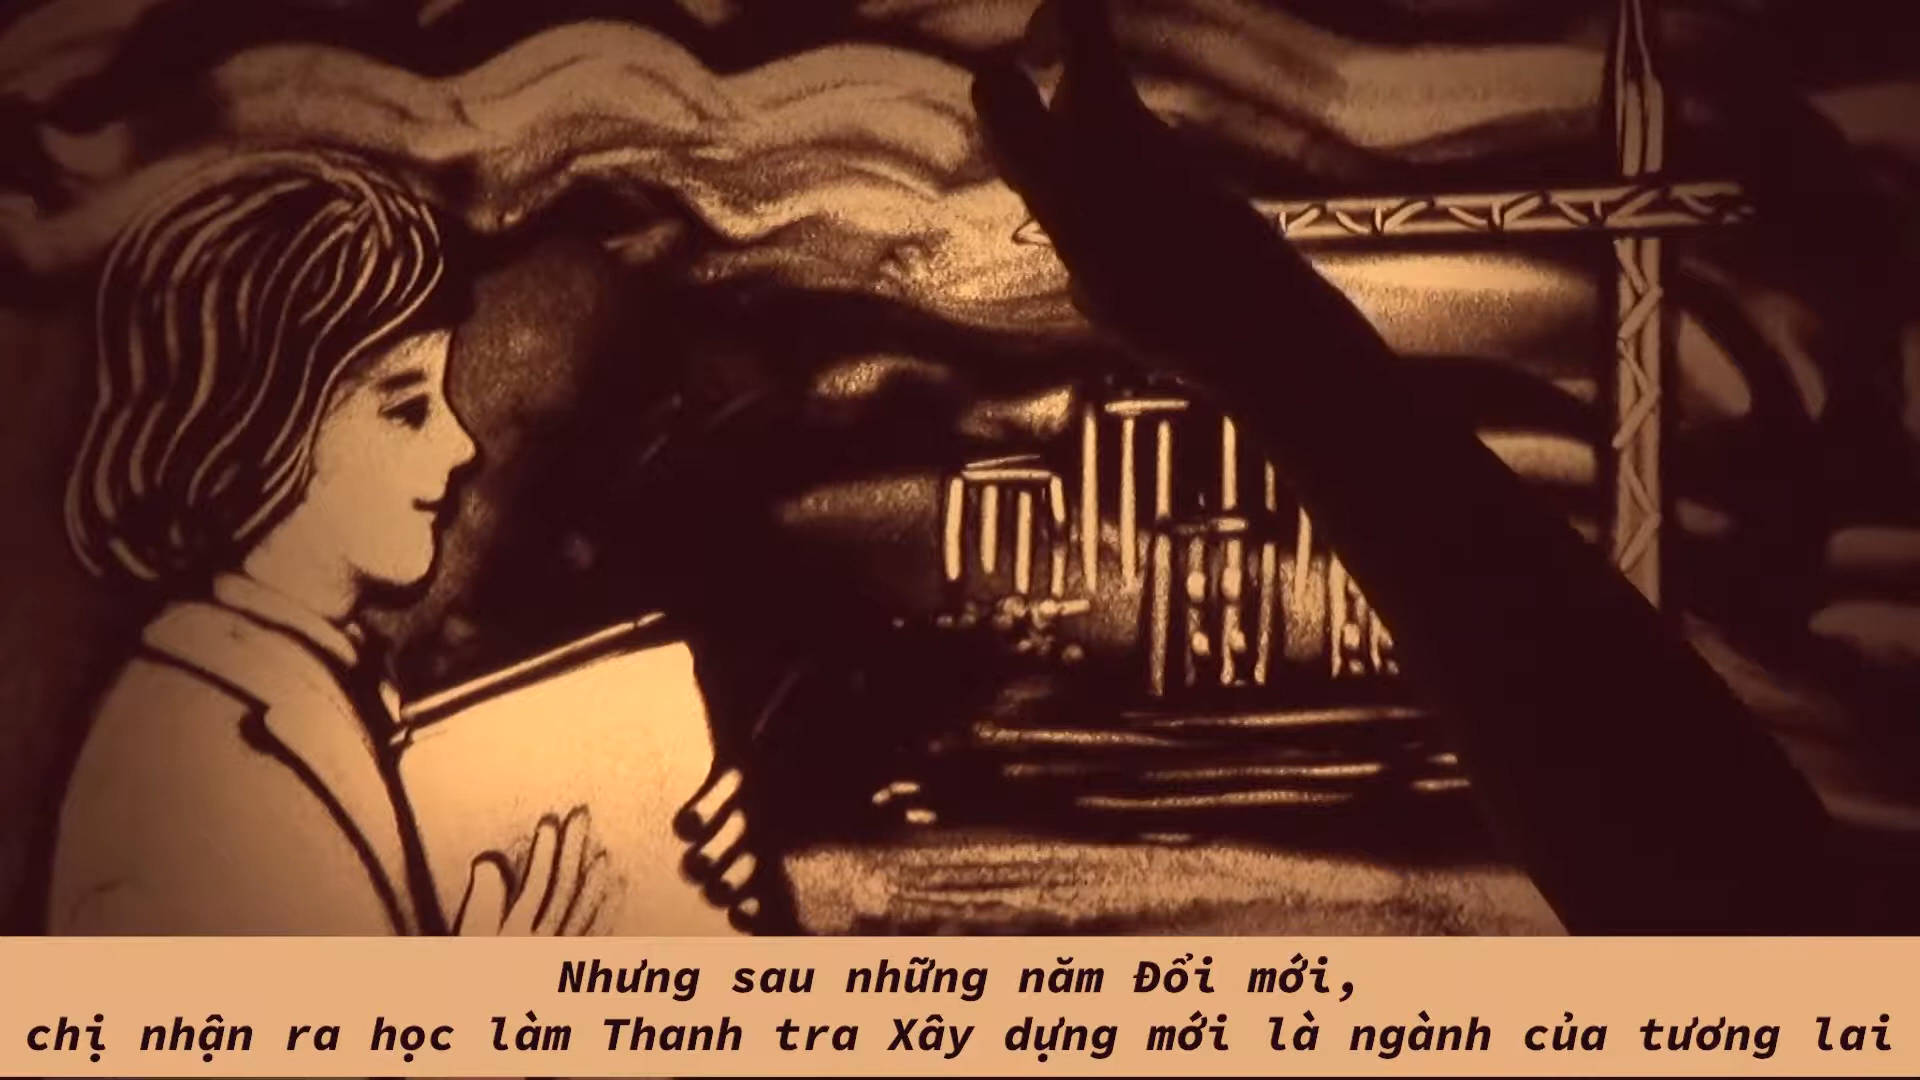 Nhưng sau những năm Đổi mới,
chị nhận ra học làm Thanh tra Xây dựng mới là ngành của tương lai